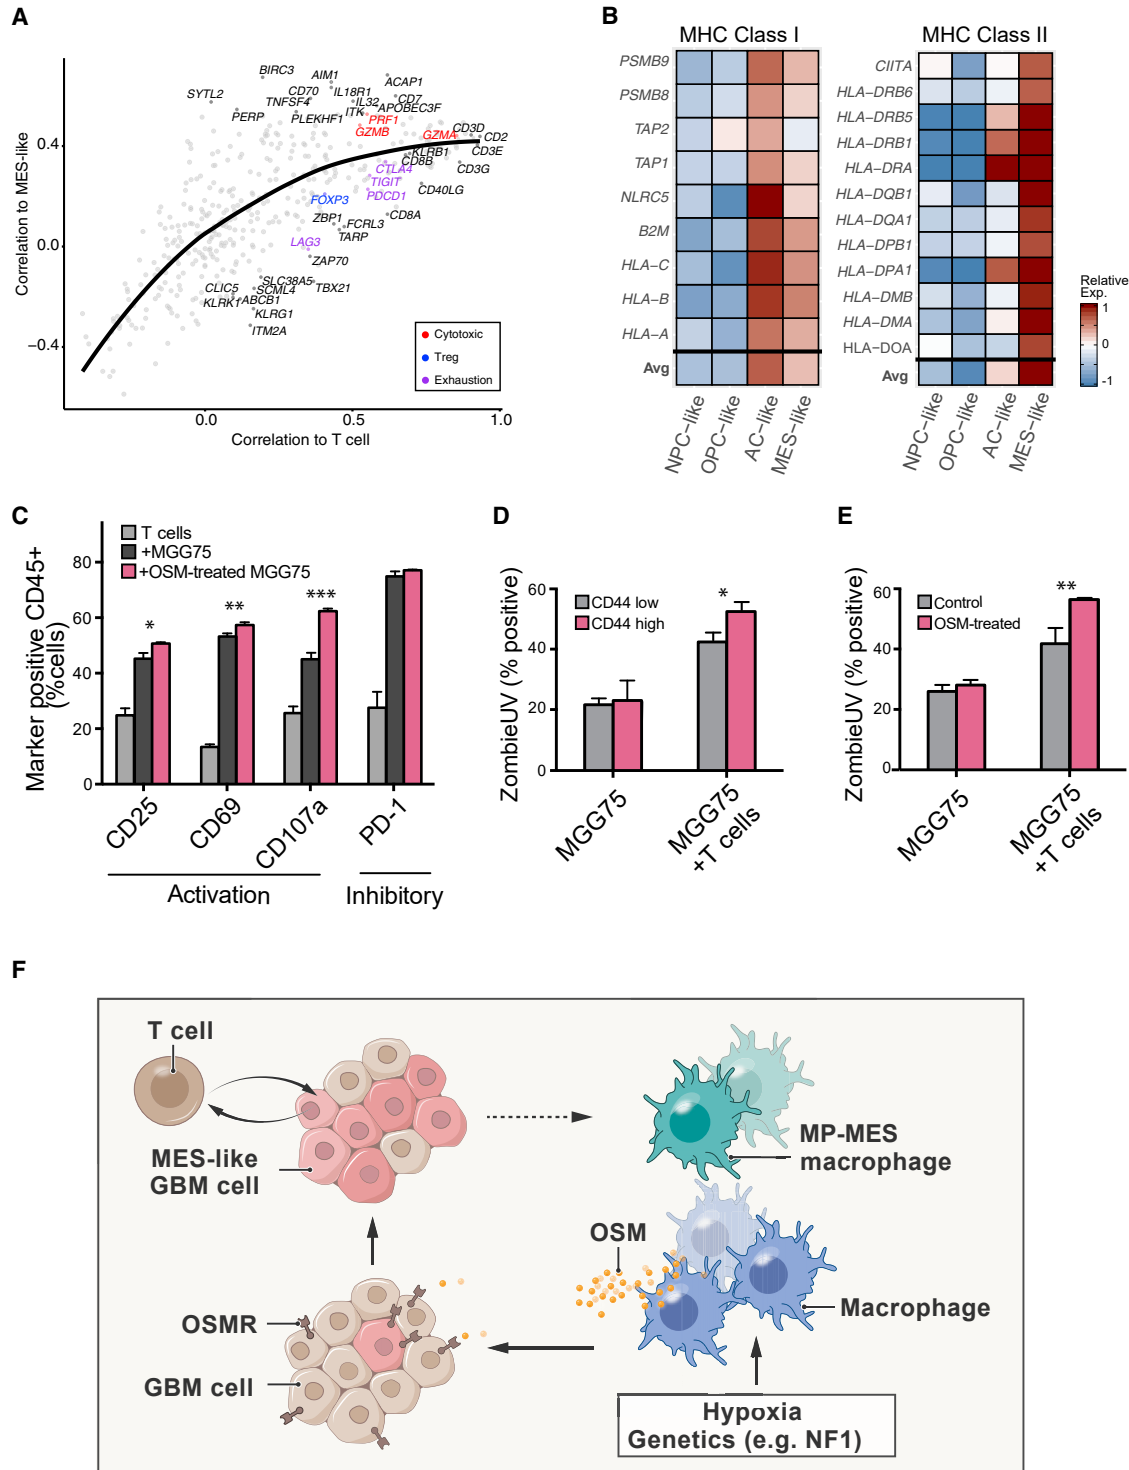 A
Correlation to MES-like
0.4
0.0
−0.4
0.0
0.5
1.0
Correlation to T cell
BIRC3
AIM1
ACAP1
SYTL2
CD70
IL18R1
TNFSF4
IL32
CD7
PERP
ITK
APOBEC3F
PLEKHF1
PRF1
GZMB
GZMA
CD3D
CD2
KLRB1
CD3E
CD8B
CD3G
CTLA4
TIGIT
CD40LG
FOXP3
PDCD1
ZBP1
FCRL3
CD8A
TARP
LAG3
ZAP70
CLIC5
SLC38A5
SCML4
TBX21
KLRK1
ABCB1
KLRG1
ITM2A
Cytotoxic
Treg
Exhaustion
B
MHC Class I
PSMB9
PSMB8
TAP2
TAP1
NLRC5
B2M
HLA−C
HLA−B
HLA−A
Avg
NPC−like
OPC−like
AC−like
MES−like
MHC Class II
CIITA
HLA−DRB6
HLA−DRB5
HLA−DRB1
HLA−DRA
HLA−DQB1
HLA−DQA1
HLA−DPB1
HLA−DPA1
HLA−DMB
HLA−DMA
HLA−DOA
Avg
NPC−like
OPC−like
AC−like
MES−like
Relative
Exp.
1
0
-1
C
Marker positive CD45+
(%cells)
80
60
40
20
0
T cells
+MGG75
+OSM-treated MGG75
*
**
***
CD25
CD69
CD107a
PD-1
Activation
Inhibitory
D
ZombieUV (% positive)
60
40
20
0
CD44 low
CD44 high
*
MGG75
MGG75
+T cells
E
ZombieUV (% positive)
60
40
20
0
Control
OSM-treated
**
MGG75
MGG75
+T cells
F
T cell
MES-like
GBM cell
MP-MES
macrophage
OSM
OSMR
Macrophage
GBM cell
Hypoxia
Genetics (e.g. NF1)